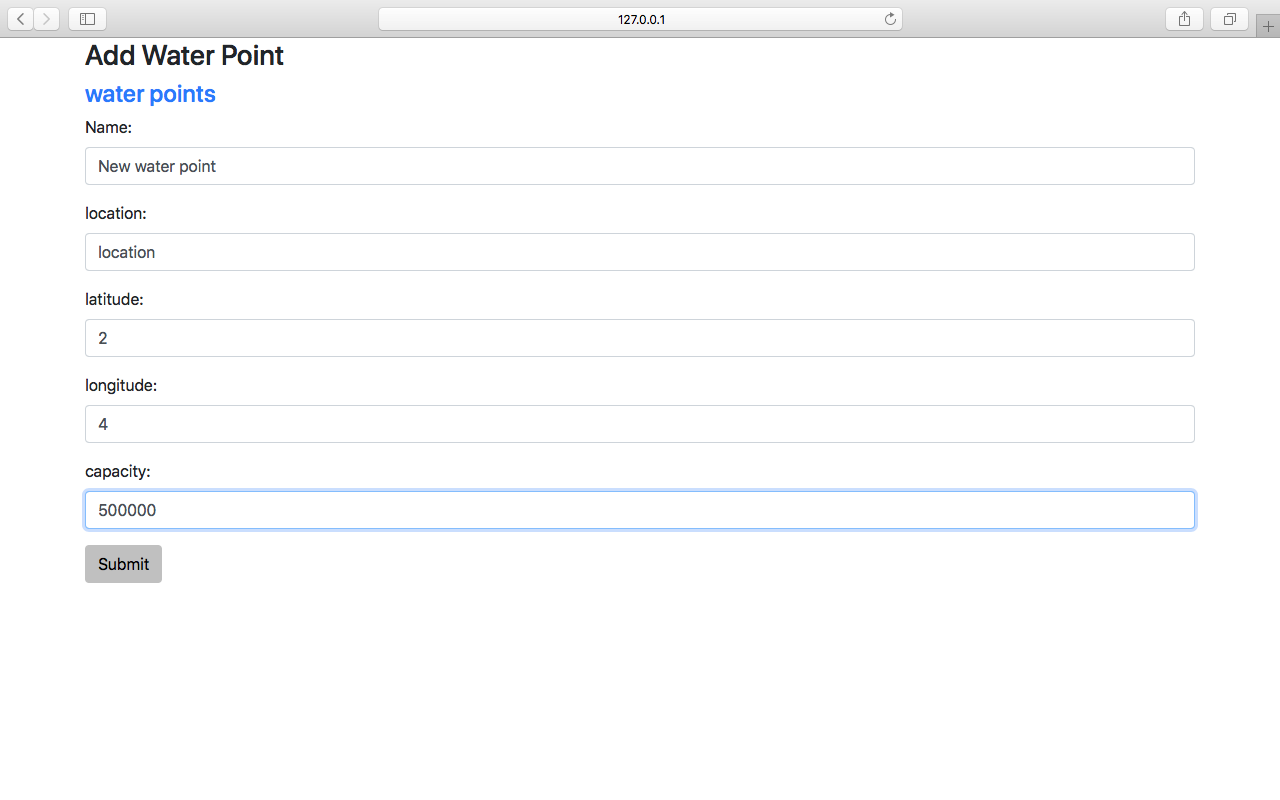 127.0.0.1
Add Water Point
water points
Name:
New water point
location:
location
latitude:
2
longitude:
4
capacity:
500000
Submit